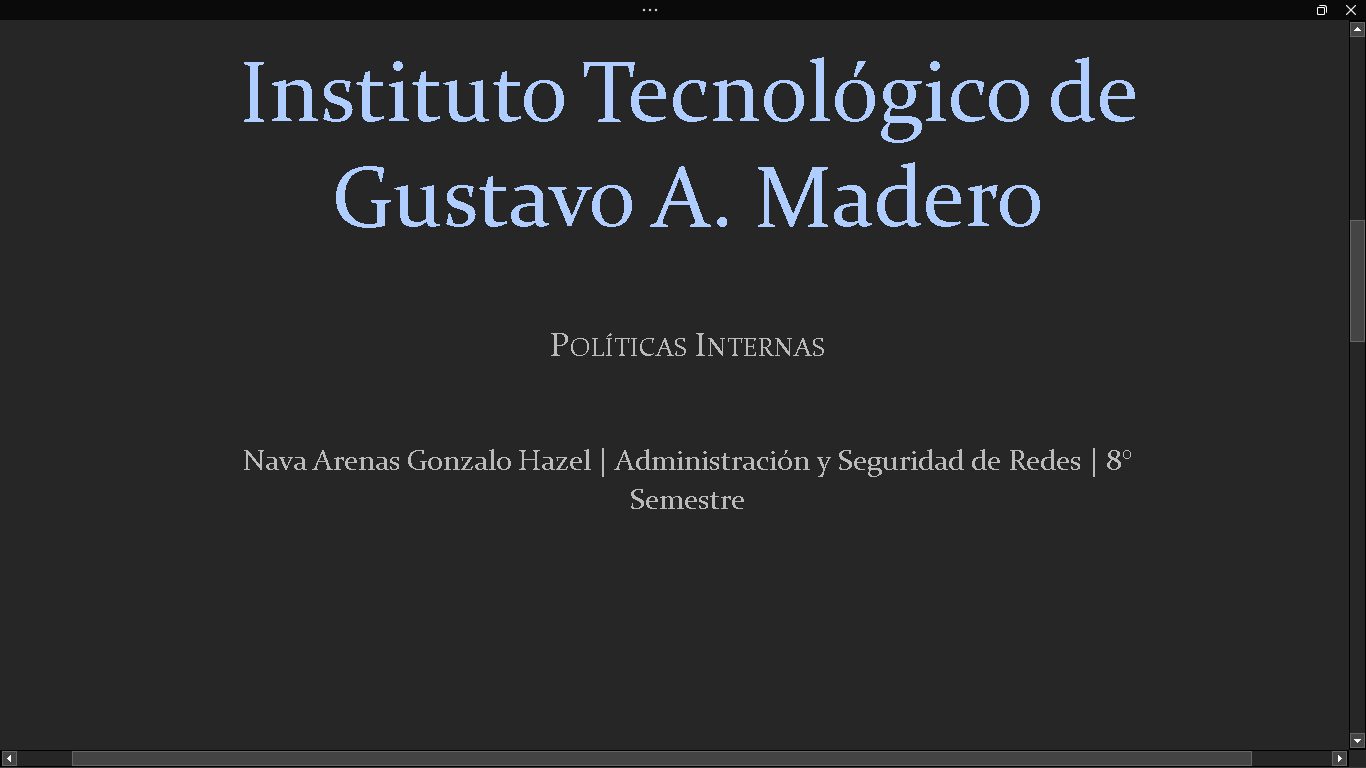 Instituto Tecnológico de
Gustavo A. Madero
Políticas Internas
Nava Arenas Gonzalo Hazel | Administración y Seguridad de Redes | 8°
Semestre